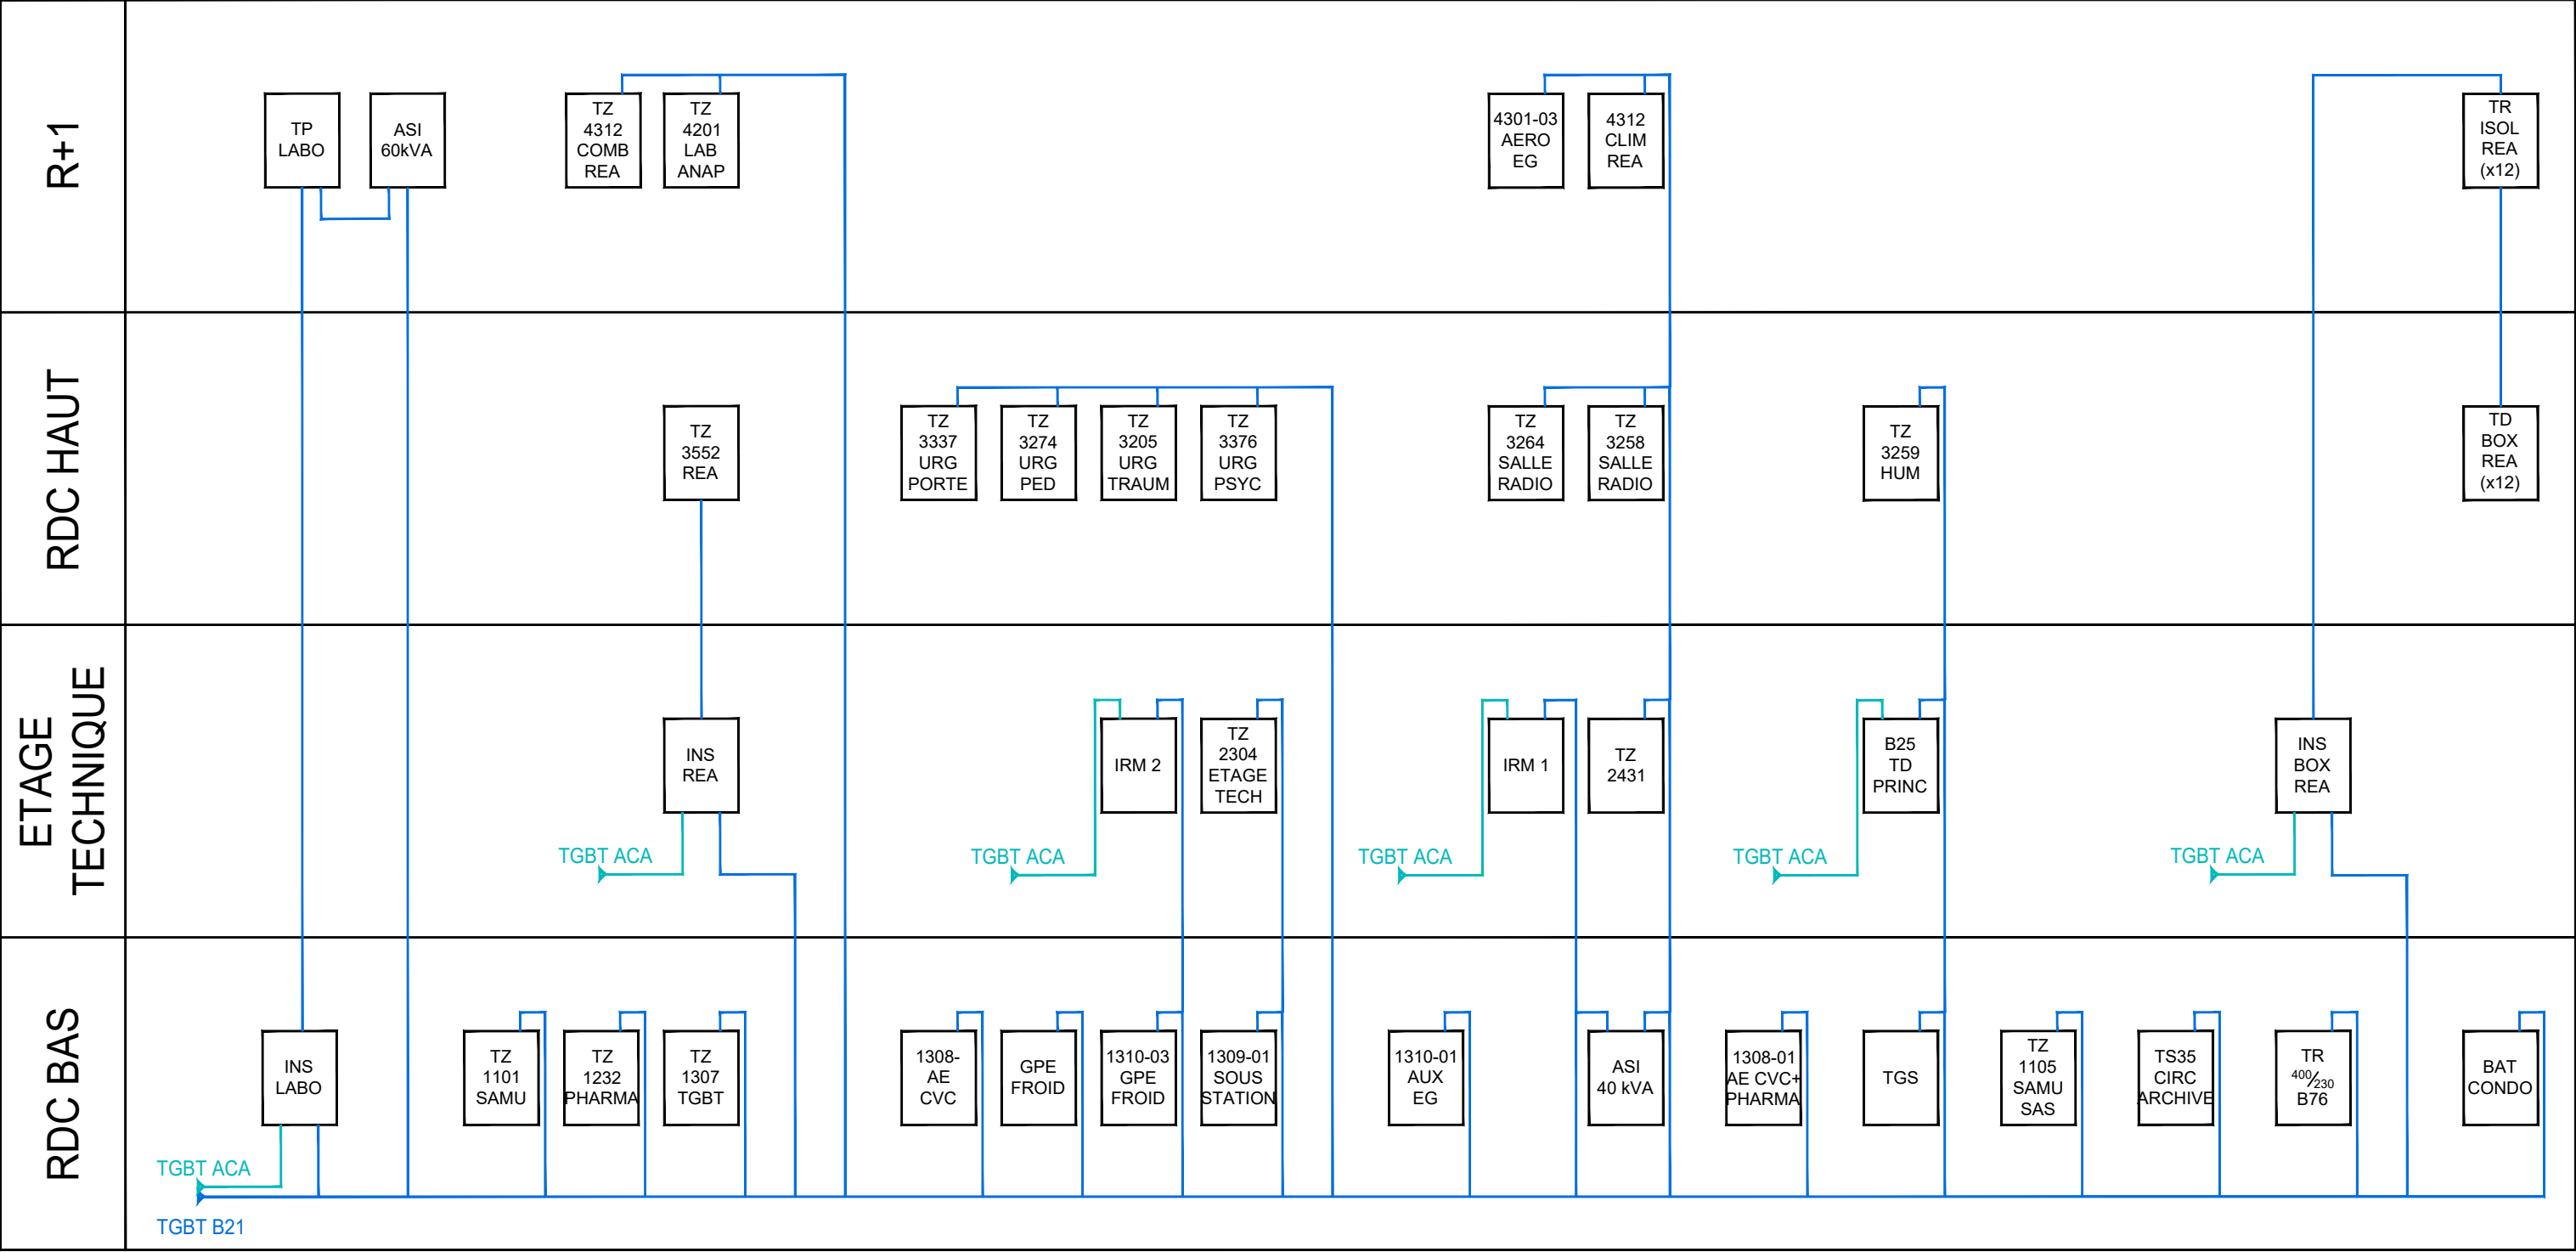 R+1
TP
LABO
ASI
60kVA
TZ
4312
COMB
REA
TZ
4201
LAB
ANAP
4301-03
AERO
EG
4312
CLIM
REA
TR
ISOL
REA
(x12)
RDC HAUT
TZ
3552
REA
TZ
3337
URG
PORTE
TZ
3274
URG
PED
TZ
3205
URG
TRAUM
TZ
3376
URG
PSYC
TZ
3264
SALLE
RADIO
TZ
3258
SALLE
RADIO
TZ
3259
HUM
TD
BOX
REA
(x12)
ETAGE
TECHNIQUE
INS
REA
TGBT ACA
IRM 2
TGBT ACA
TZ
2304
ETAGE
TECH
IRM 1
TGBT ACA
TZ
2431
B25
TD
PRINC
TGBT ACA
INS
BOX
REA
TGBT ACA
RDC BAS
INS
LABO
TZ
1101
SAMU
TZ
1232
PHARMA
TZ
1307
TGBT
1308-
AE
CVC
GPE
FROID
1310-03
GPE
FROID
1309-01
SOUS
STATION
1310-01
AUX
EG
ASI
40 kVA
1308-01
AE CVC+
PHARMA
TGS
TZ
1105
SAMU
SAS
TS35
CIRC
ARCHIVE
TR
400/230
B76
BAT
CONDO
TGBT ACA
TGBT B21